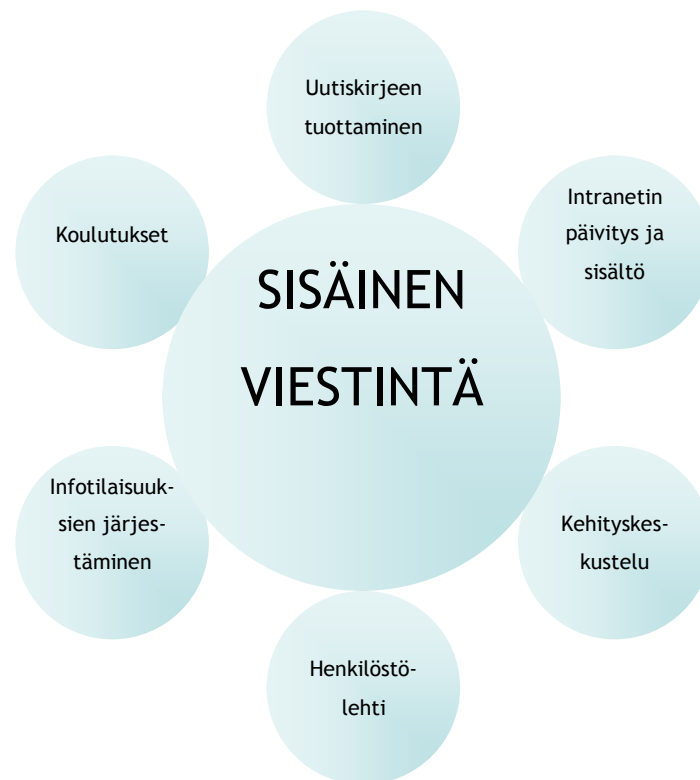 Uutiskirjeen
tuottaminen
Intranetin
päivitys ja
sisältö
Koulutukset
SISÄINEN
VIESTINTÄ
Infotilaisuuk-
sien järjes-
täminen
Kehityskes-
kustelu
Henkilöstö-
lehti